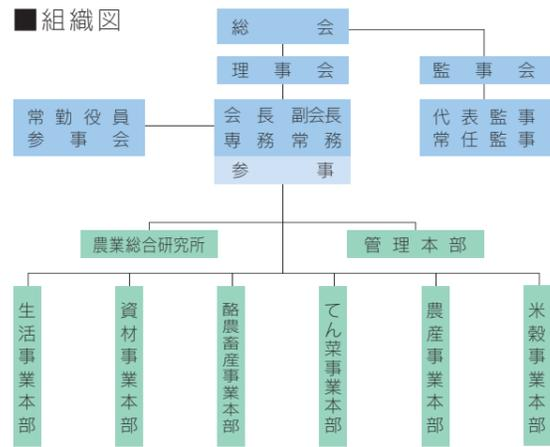 ■組織図
総会
理事会
監事会
常勤役員
参事会
会長副会長
専務常務
参事
代表監事
常任監事
農業総合研究所
管理本部
生活事業本部
資材事業本部
酪農畜産事業本部
てん菜事業本部
農産事業本部
米穀事業本部